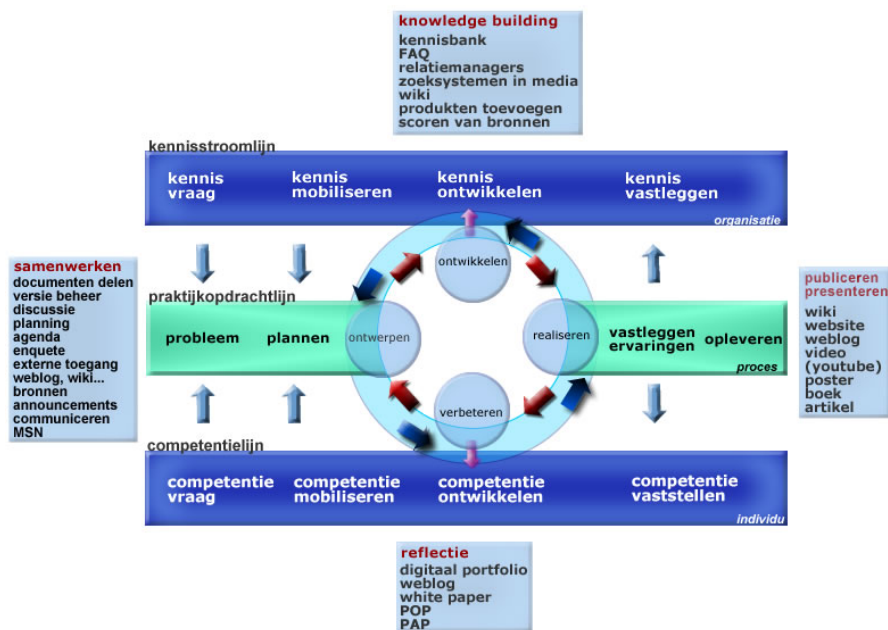 knowledge building
kennisbank
FAQ
relatiemanagers
zoeksystemen in media
wiki
produkten toevoegen
scoren van bronnen
kennisstroomlijn
kennis
vraag
kennis
mobiliseren
kennis
ontwikkelen
kennis
vastleggen
organisatie
samenwerken
documenten delen
versie beheer
discussie
planning
agenda
enquete
externe toegang
weblog, wiki...
bronnen
announcements
communiceren
MSN
praktijkopdrachtlijn
probleem
plannen
ontwerpen
ontwikkelen
realiseren
verbeteren
vastleggen
ervaringen
opleveren
proces
publiceren
presenteren
wiki
website
weblog
video
(youtube)
poster
boek
artikel
competentielijn
competentie
vraag
competentie
mobiliseren
competentie
ontwikkelen
competentie
vaststellen
individu
reflectie
digitaal portfolio
weblog
white paper
POP
PAP